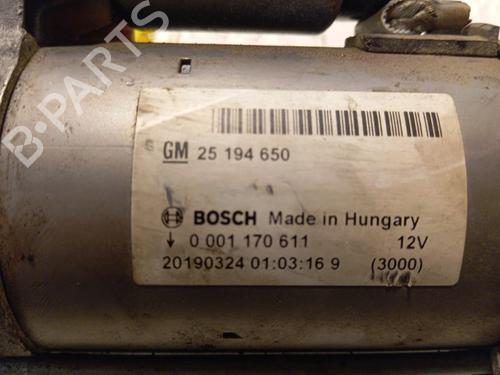 GM 25 194 650
BOSCH Made in Hungary
0 001 170 611 12V
20190324 01:03:16 9 (3000)
B-PARTS